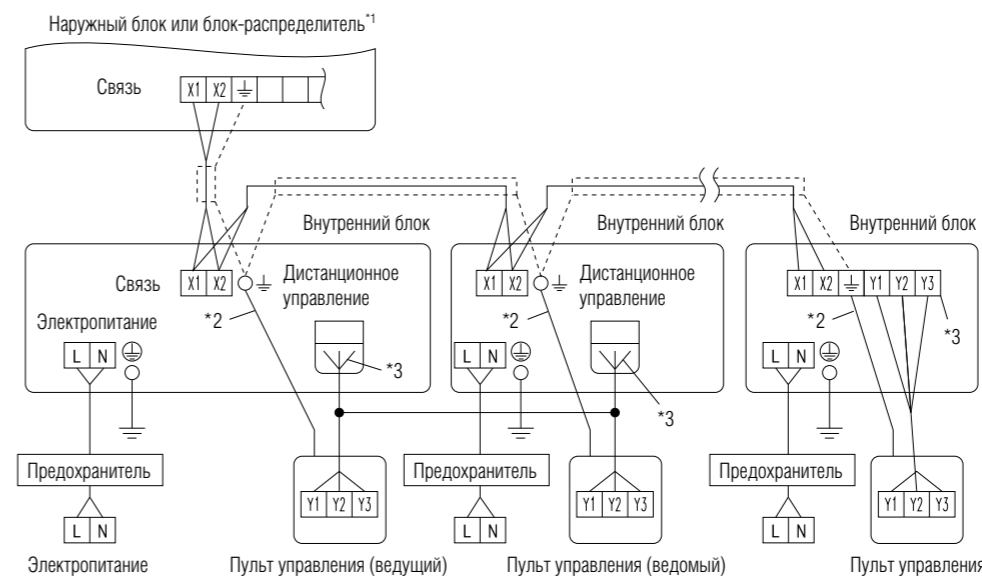 Наружный блок или блок-распределитель*1
Связь
X1 X2
Внутренний блок
Внутренний блок
Внутренний блок
Связь
X1 X2
Дистанционное
управление
X1 X2
Дистанционное
управление
X1 X2 Y1 Y2 Y3
*2
*2
*2
*3
Электропитание
L N
*3
L N
*3
L N
Предохранитель
Предохранитель
Предохранитель
Y1 Y2 Y3
Y1 Y2 Y3
Y1 Y2 Y3
L N
L N
L N
Электропитание
Пульт управления (ведущий)
Пульт управления (ведомый)
Пульт управления